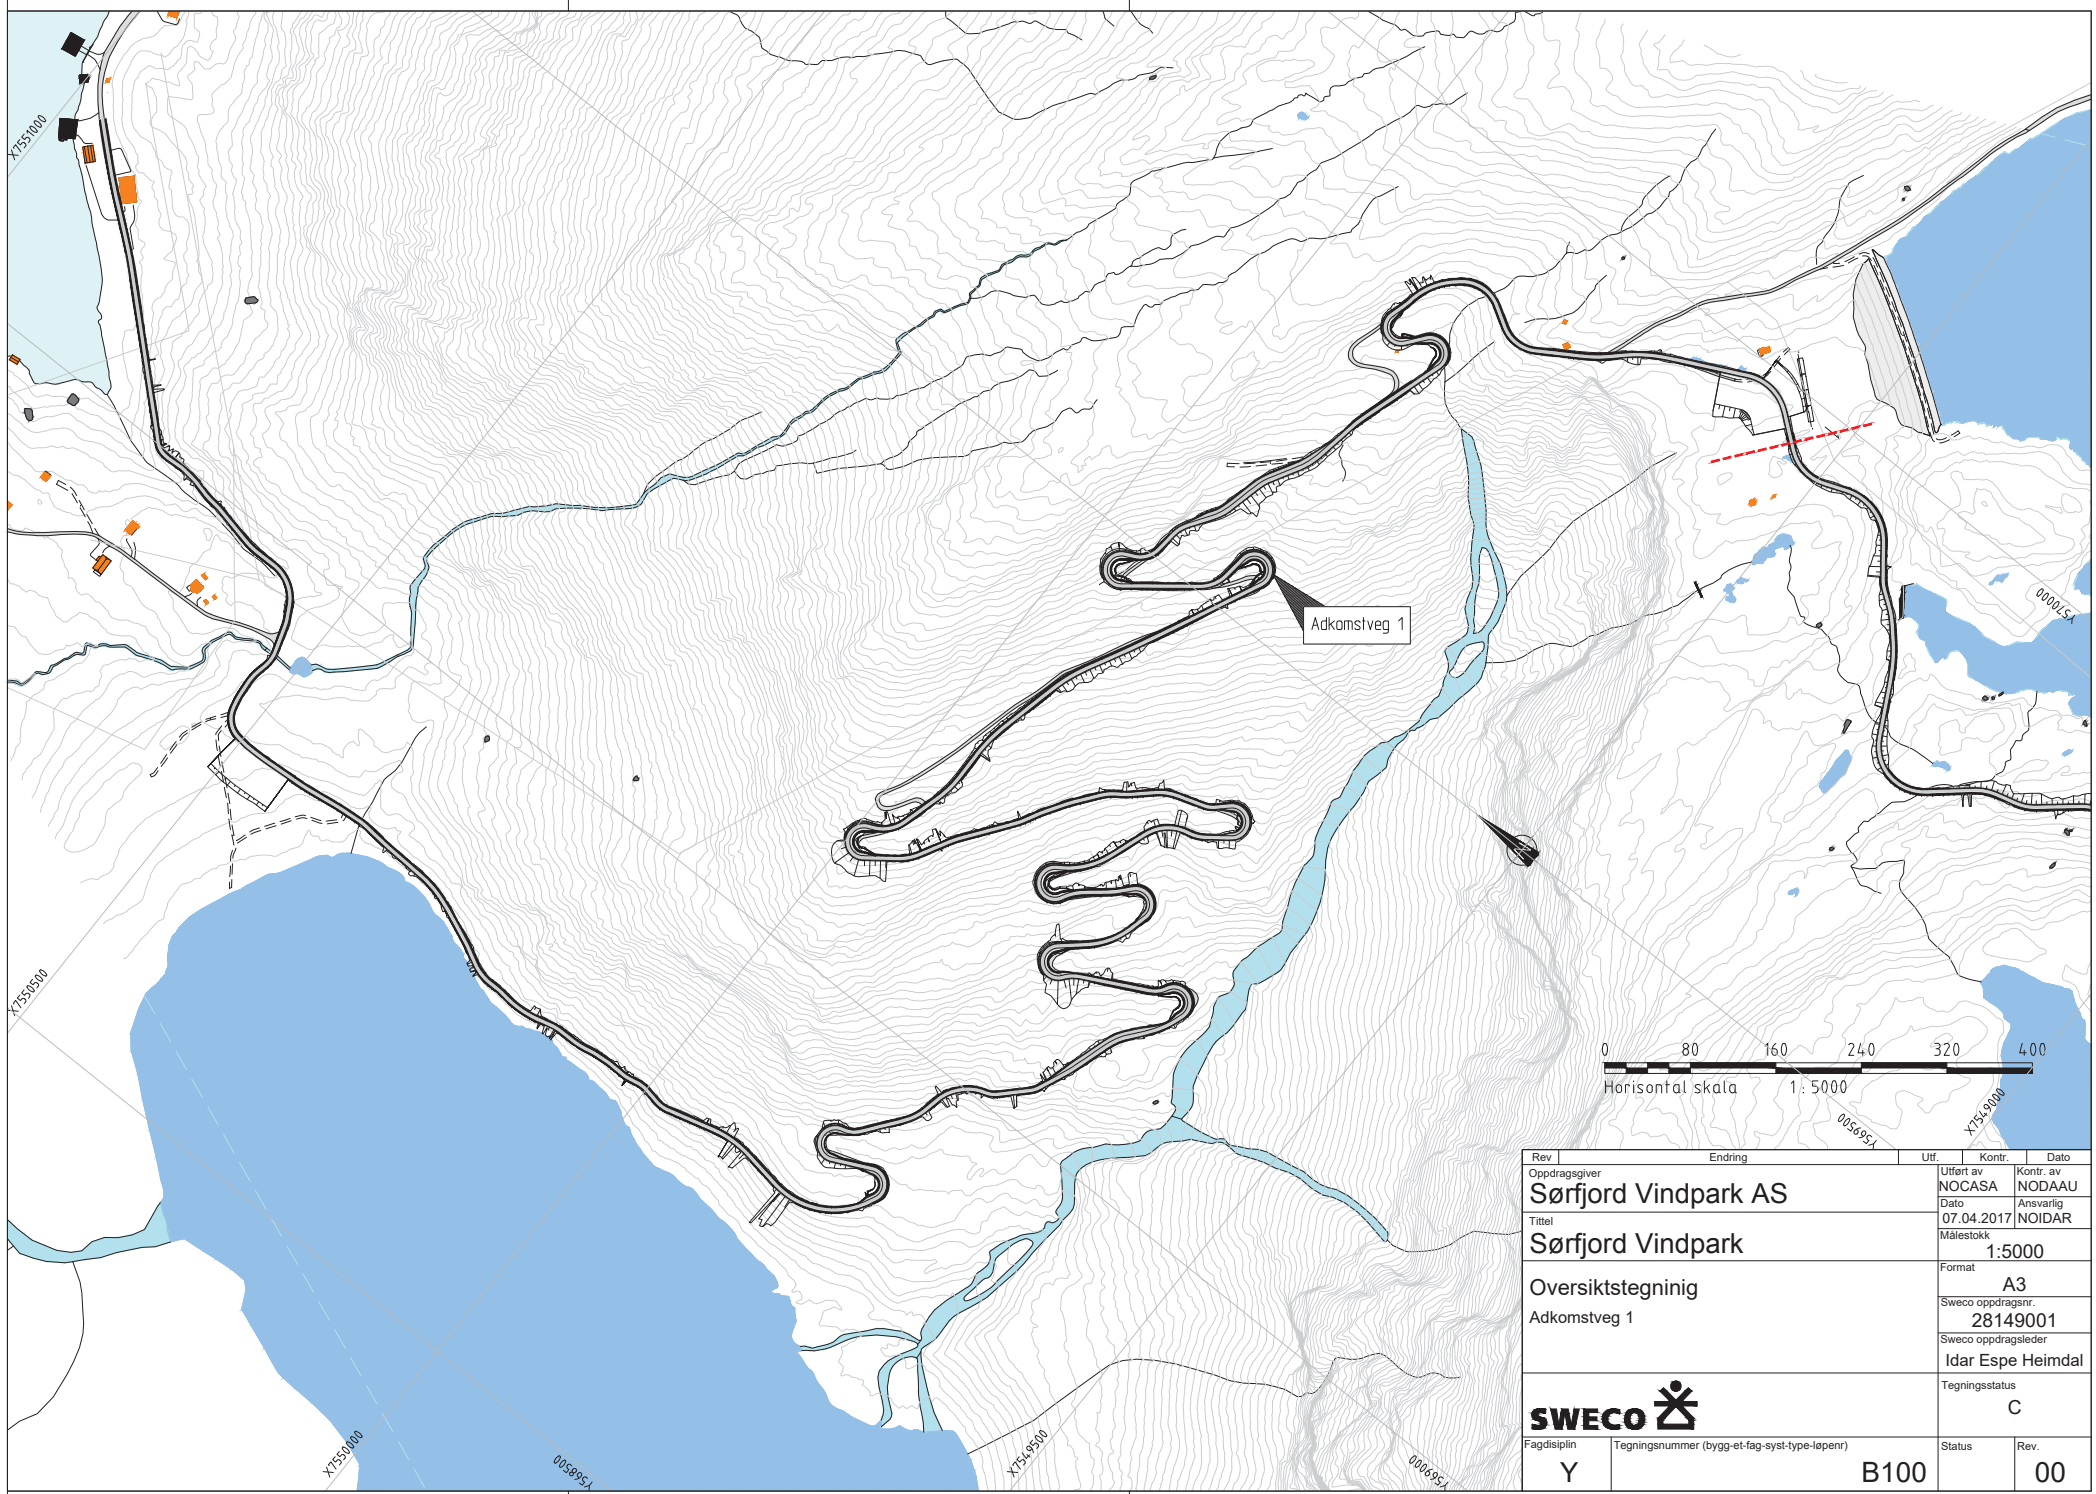 X7551000
Adkomstveg 1
Y570000
X7550500
0 80 160 240 320 400
Horisontal skala 1:5000
Y569500
X7549000
X7550000
Y568500
X7549500
Y569000
Rev Endring Utf. Kontr. Dato
Oppdragsgiver
Sørfjord Vindpark AS
Utført av
NOCASA
Kontr. av
NODAAU
Dato
07.04.2017
Ansvarlig
NOIDAR
Tittel
Sørfjord Vindpark
Målestokk
1:5000
Oversiktstegninig
Adkomstveg 1
Format
A3
Sweco oppdragsnr.
28149001
Sweco oppdragsleder
Idar Espe Heimdal
SWECO
Tegningsstatus
C
Fagdisiplin
Y
Tegningsnummer (bygg-et-fag-syst-type-løpenr)
B100
Status
Rev.
00